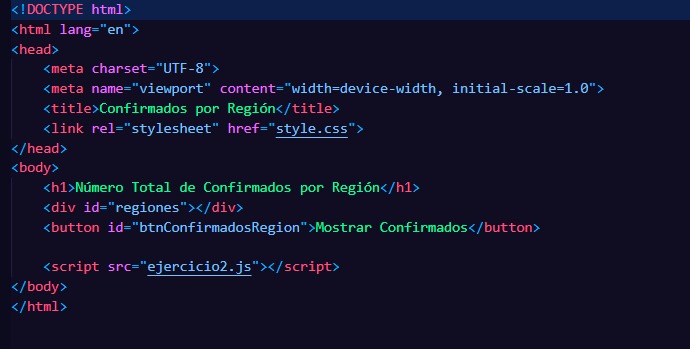 <!DOCTYPE html>
<html lang="en">
<head>
    <meta charset="UTF-8">
    <meta name="viewport" content="width=device-width, initial-scale=1.0">
    <title>Confirmados por Región</title>
    <link rel="stylesheet" href="style.css">
</head>
<body>
    <h1>Número Total de Confirmados por Región</h1>
    <div id="regiones"></div>
    <button id="btnConfirmadosRegion">Mostrar Confirmados</button>
    <script src="ejercicio2.js"></script>
</body>
</html>